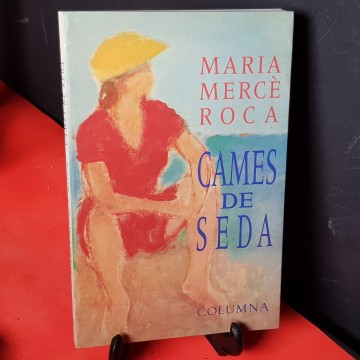 MARIA
MERCÈ
ROCA
CAMES
DE
SEDA
COLUMNA